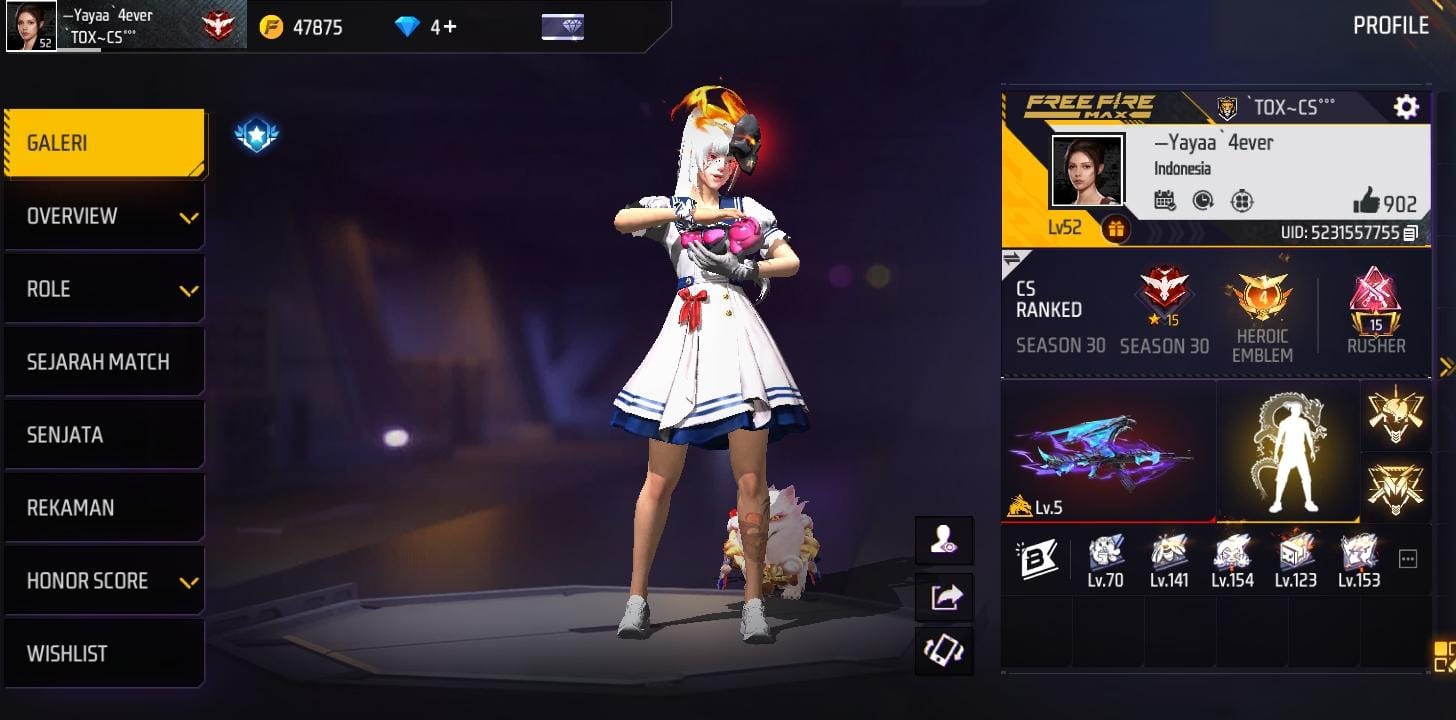 —Yayaa`4ever
52
`TOX~CS°°°
47875
4+
PROFILE
GALERI
OVERVIEW
ROLE
SEJARAH MATCH
SENJATA
REKAMAN
HONOR SCORE
WISHLIST
FREE FIRE
MAX
`TOX~CS°°°
—Yayaa`4ever
Indonesia
902
Lv52
UID: 5231557755
CS
RANKED
SEASON 30
15
SEASON 30
4
HEROIC
EMBLEM
15
RUSHER
Lv.5
B
Lv.70
Lv.141
Lv.154
Lv.123
Lv.153